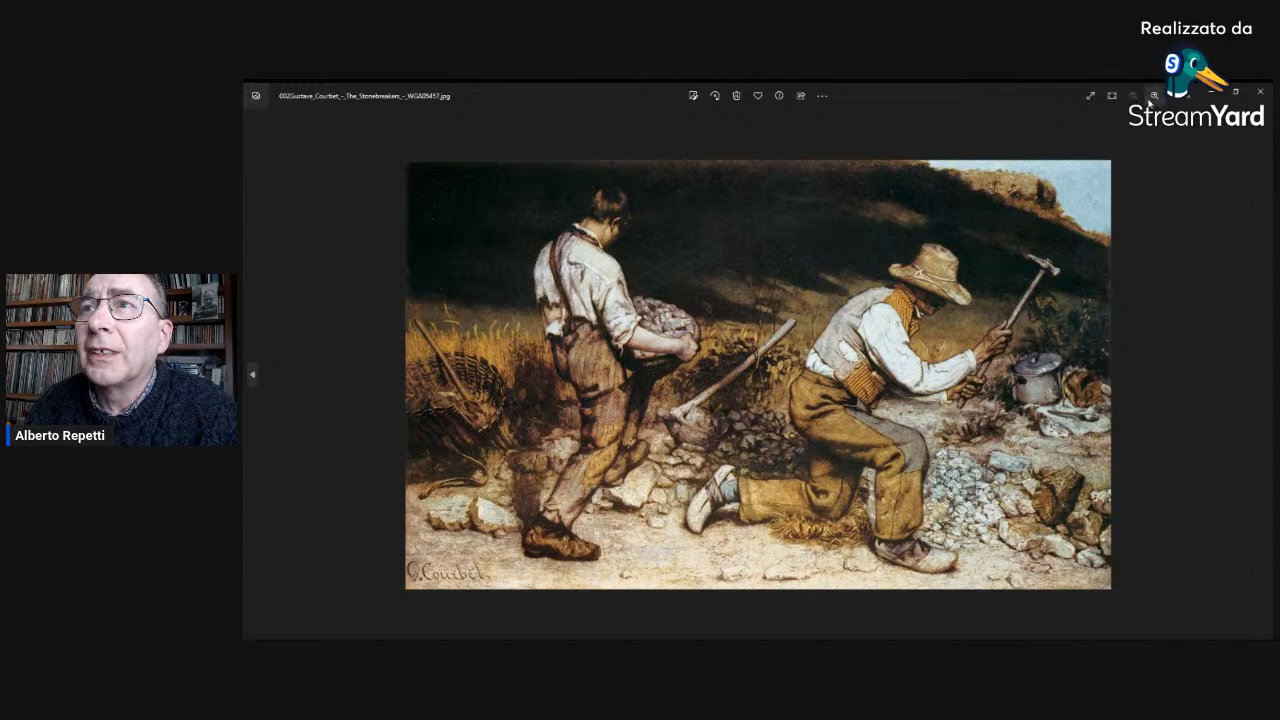 Realizzato da
StreamYard
002Gustave_Courbet_-_The_Stonebreakers_-_WGA05457.jpg
Alberto Repetti
G. Courbet.